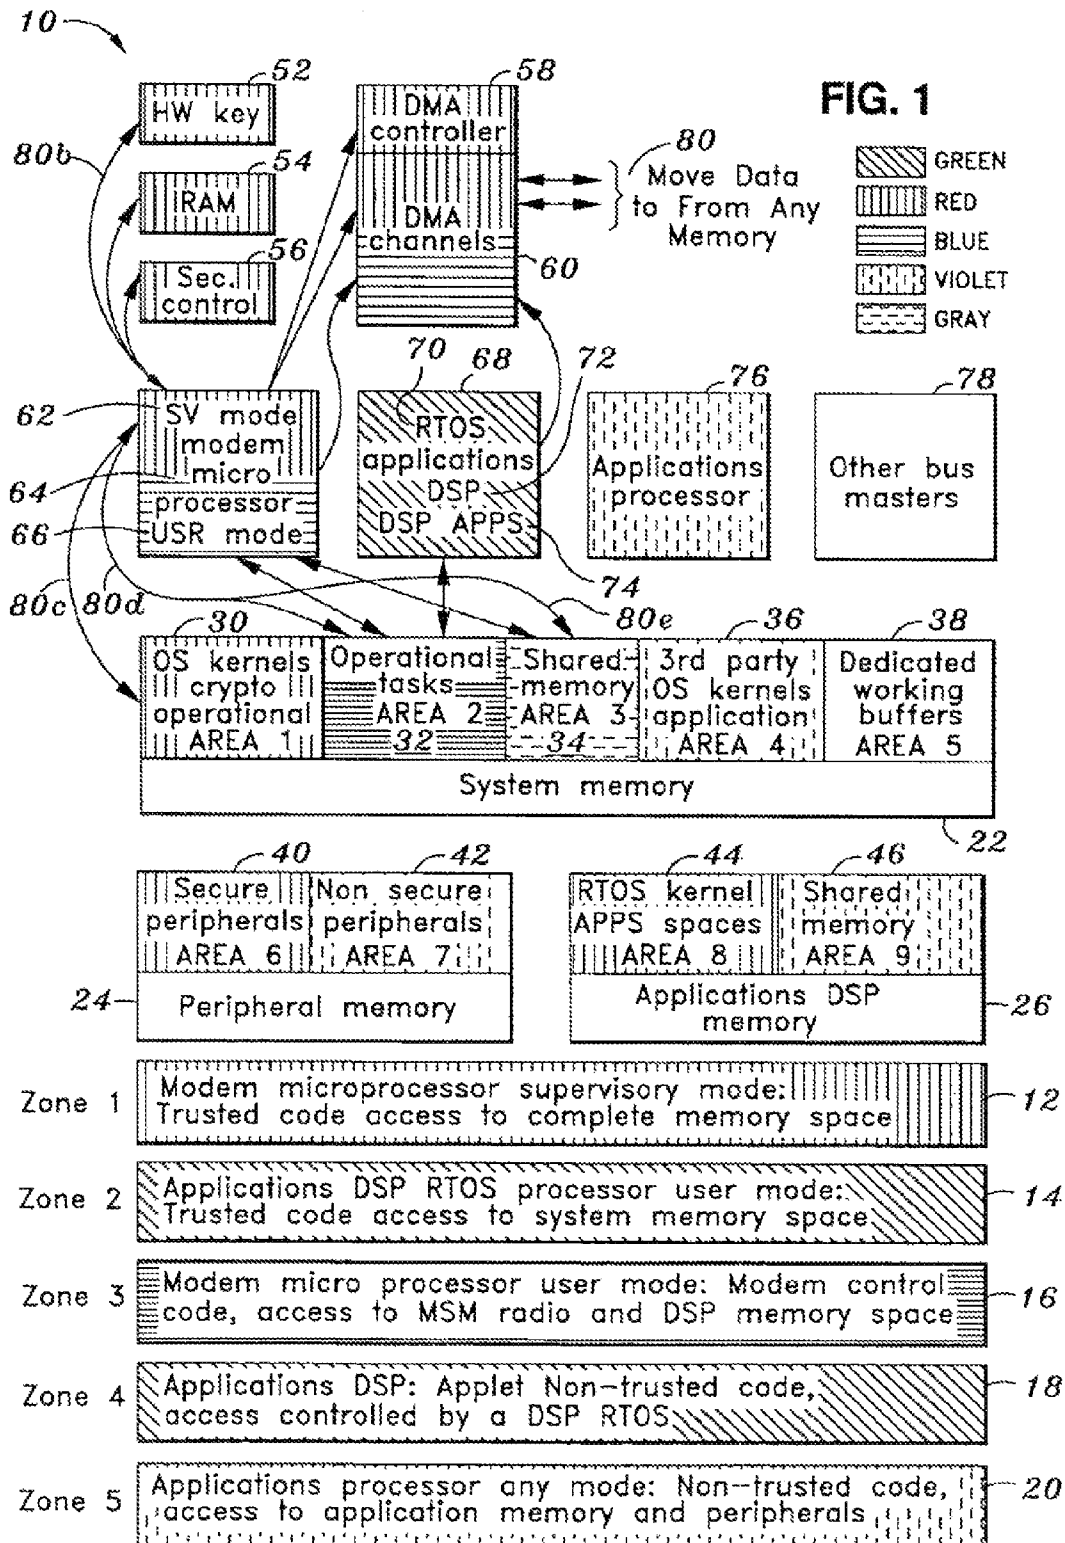 10
FIG. 1
52
HW key
80b
54
RAM
56
Sec.
control
58
DMA
controller
DMA
channels
60
80
Move Data
to From Any
Memory
GREEN
RED
BLUE
VIOLET
GRAY
62
SV mode
modem
micro
64
processor
66
USR mode
70
68
72
RTOS
applications
DSP
DSP APPS
74
76
Applications
processor
78
Other bus
masters
80c
80d
80e
30
OS kernels
crypto
operational
AREA 1
Operational
tasks
AREA 2
32
Shared
memory
AREA 3
34
36
3rd party
OS kernels
application
AREA 4
38
Dedicated
working
buffers
AREA 5
System memory
22
40
Secure
peripherals
AREA 6
42
Non secure
peripherals
AREA 7
24
Peripheral memory
44
RTOS kernel
APPS spaces
AREA 8
46
Shared
memory
AREA 9
Applications DSP
memory
26
Zone 1
Modem microprocessor supervisory mode:
Trusted code access to complete memory space
12
Zone 2
Applications DSP RTOS processor user mode:
Trusted code access to system memory space
14
Zone 3
Modem micro processor user mode: Modem control
code, access to MSM radio and DSP memory space
16
Zone 4
Applications DSP: Applet Non-trusted code,
access controlled by a DSP RTOS
18
Zone 5
Applications processor any mode: Non-trusted code,
access to application memory and peripherals
20